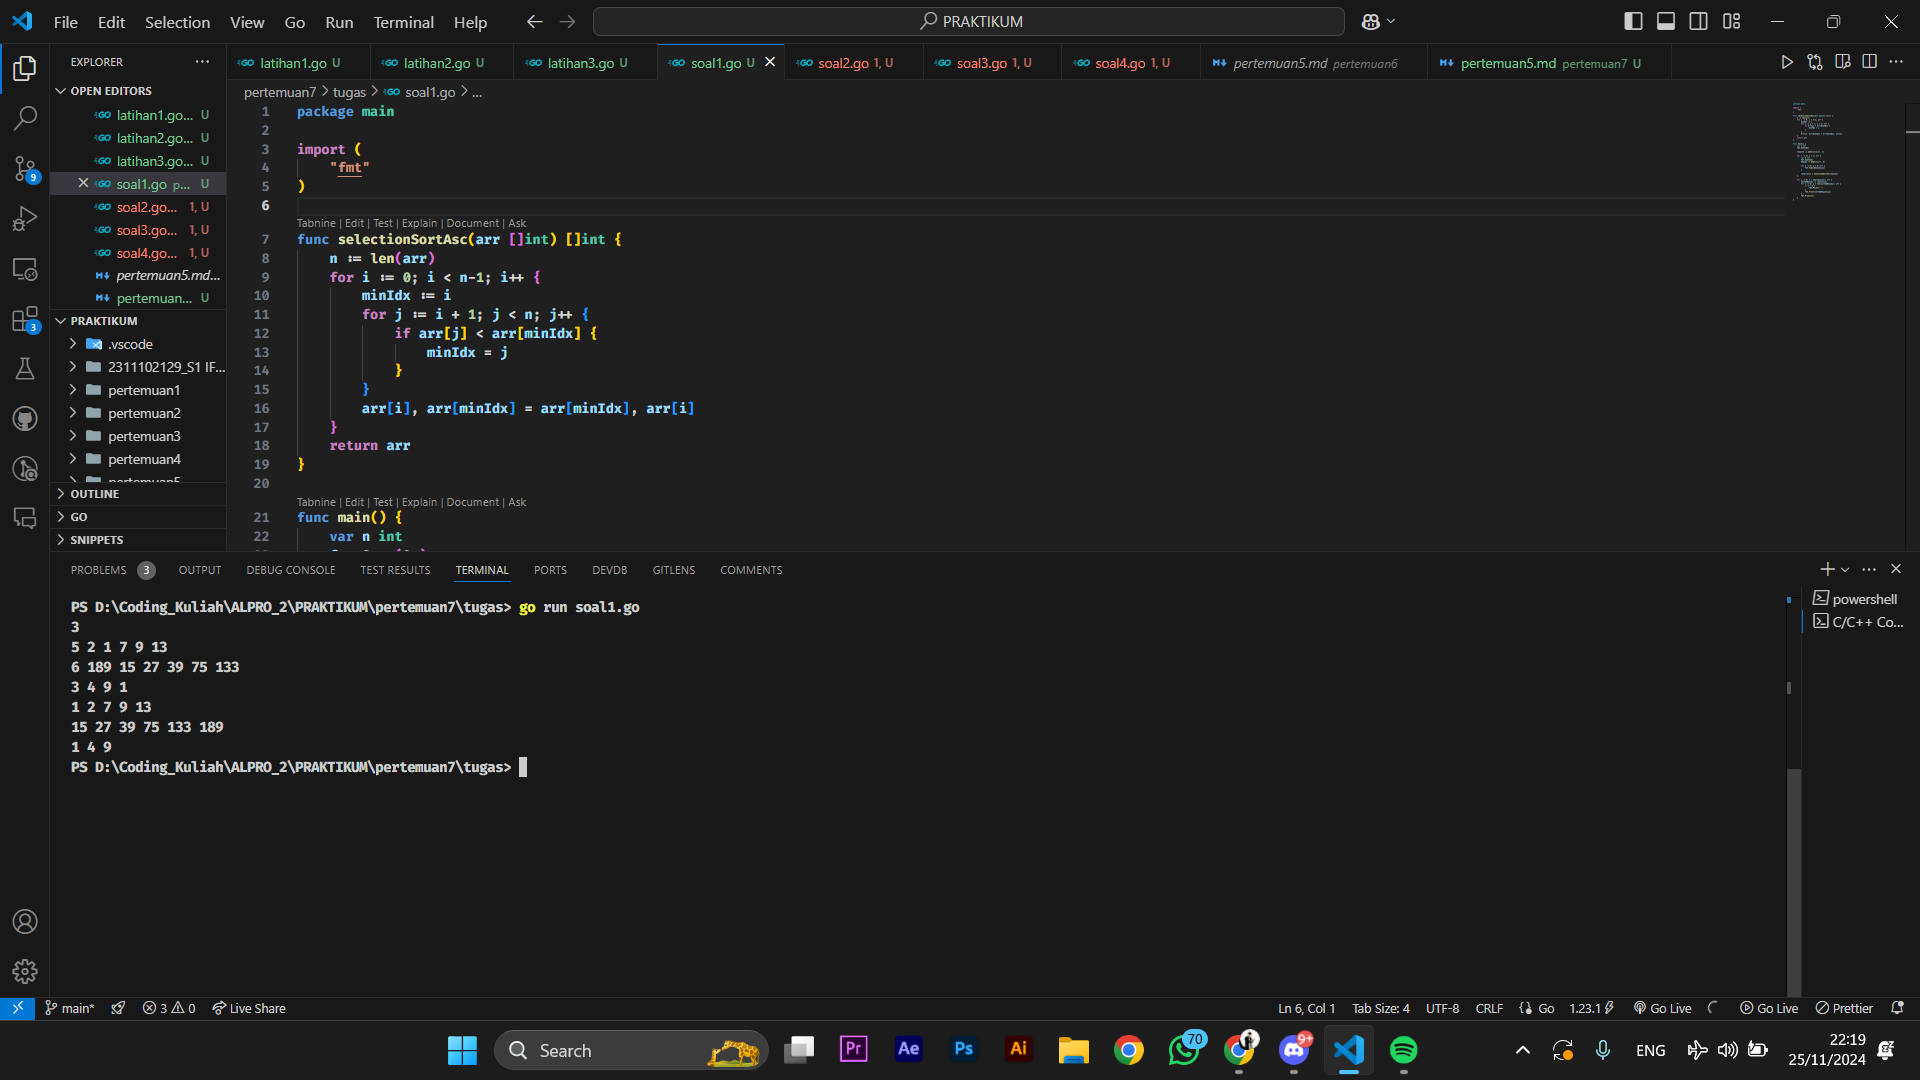 File Edit Selection View Go Run Terminal Help
PRAKTIKUM
EXPLORER
OPEN EDITORS
latihan1.go... U
latihan2.go... U
latihan3.go... U
soal1.go p... U
soal2.go... 1, U
soal3.go... 1, U
soal4.go... 1, U
pertemuan5.md...
pertemuan... U
PRAKTIKUM
.vscode
2311102129_S1 IF...
pertemuan1
pertemuan2
pertemuan3
pertemuan4
pertemuan5
OUTLINE
GO
SNIPPETS
9
3
latihan1.go U
latihan2.go U
latihan3.go U
soal1.go U
soal2.go 1, U
soal3.go 1, U
soal4.go 1, U
pertemuan5.md pertemuan6
pertemuan5.md pertemuan7 U
pertemuan7 > tugas > soal1.go > ...
1 package main
2
3 import (
4 "fmt"
5 )
6
Tabnine | Edit | Test | Explain | Document | Ask
7 func selectionSortAsc(arr []int) []int {
8 n := len(arr)
9 for i := 0; i < n-1; i++ {
10 minIdx := i
11 for j := i + 1; j < n; j++ {
12 if arr[j] < arr[minIdx] {
13 minIdx = j
14 }
15 }
16 arr[i], arr[minIdx] = arr[minIdx], arr[i]
17 }
18 return arr
19 }
20
Tabnine | Edit | Test | Explain | Document | Ask
21 func main() {
22 var n int
PROBLEMS 3 OUTPUT DEBUG CONSOLE TEST RESULTS TERMINAL PORTS DEVDB GITLENS COMMENTS
PS D:\Coding_Kuliah\ALPRO_2\PRAKTIKUM\pertemuan7\tugas> go run soal1.go
3
5 2 1 7 9 13
6 189 15 27 39 75 133
3 4 9 1
1 2 7 9 13
15 27 39 75 133 189
1 4 9
PS D:\Coding_Kuliah\ALPRO_2\PRAKTIKUM\pertemuan7\tugas>
powershell
C/C++ Co...
main* 3 0 Live Share
Ln 6, Col 1 Tab Size: 4 UTF-8 CRLF Go 1.23.1 Go Live Go Live Prettier
Search
Pr Ae Ps Ai
70
9+
ENG
22:19
25/11/2024